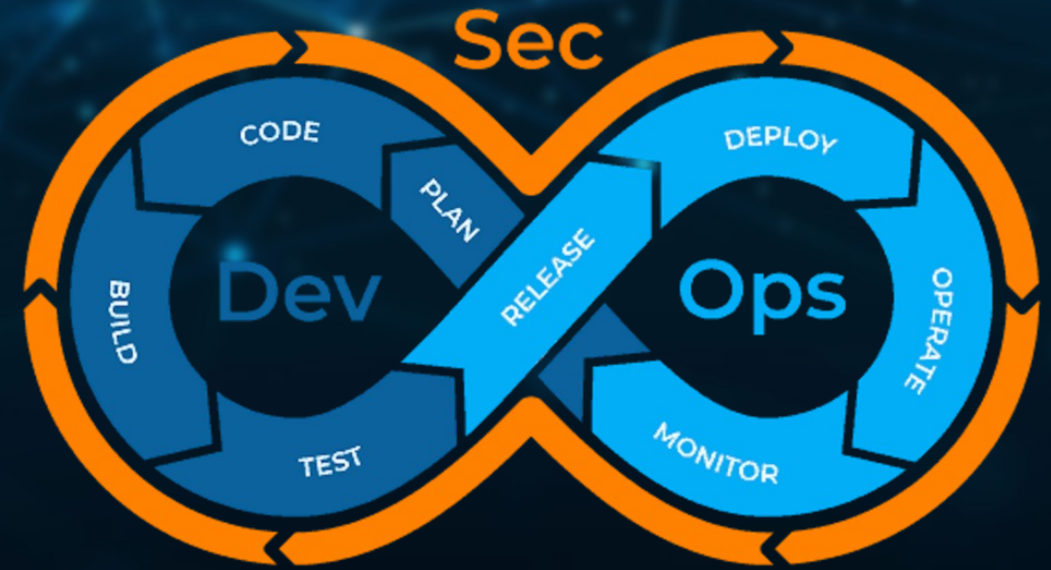 Sec
CODE
DEPLOY
PLAN
RELEASE
Dev
Ops
BUILD
OPERATE
TEST
MONITOR